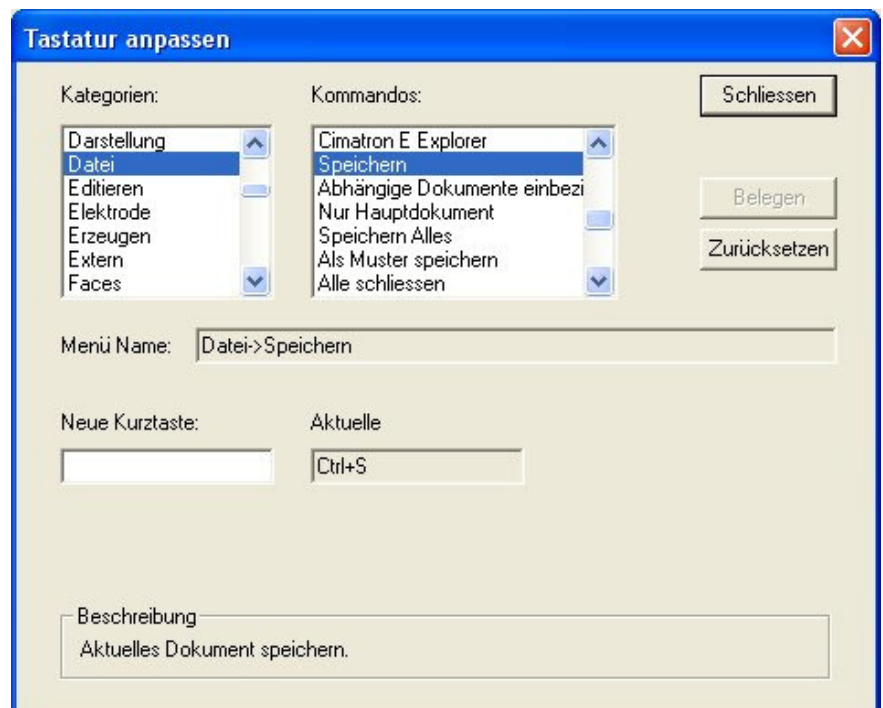 Tastatur anpassen
Kategorien:
Kommandos:
Schliessen
Darstellung
Datei
Editieren
Elektrode
Erzeugen
Extern
Faces
Cimatron E Explorer
Speichern
Abhängige Dokumente einbezi
Nur Hauptdokument
Speichern Alles
Als Muster speichern
Alle schliessen
Belegen
Zurücksetzen
Menü Name:
Datei->Speichern
Neue Kurztaste:
Aktuelle
Ctrl+S
Beschreibung
Aktuelles Dokument speichern.